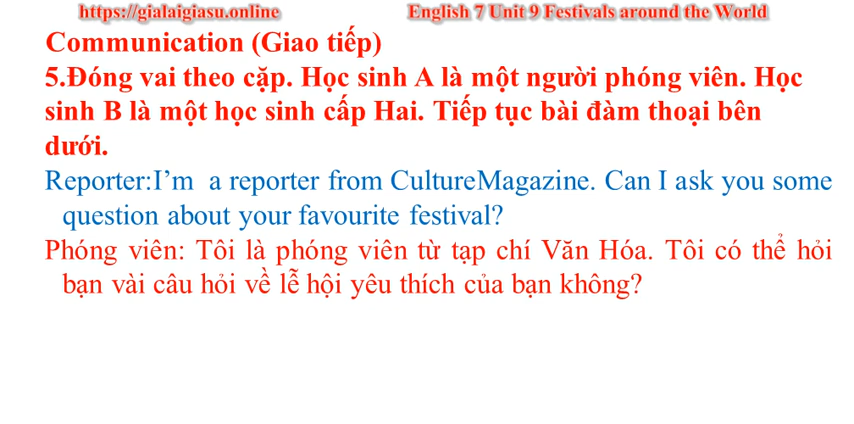 https://gialaigiasu.online English 7 Unit 9 Festivals around the World
Communication (Giao tiếp)
5.Đóng vai theo cặp. Học sinh A là một người phóng viên. Học
sinh B là một học sinh cấp Hai. Tiếp tục bài đàm thoại bên
dưới.
Reporter:I’m a reporter from CultureMagazine. Can I ask you some
question about your favourite festival?
Phóng viên: Tôi là phóng viên từ tạp chí Văn Hóa. Tôi có thể hỏi
bạn vài câu hỏi về lễ hội yêu thích của bạn không?